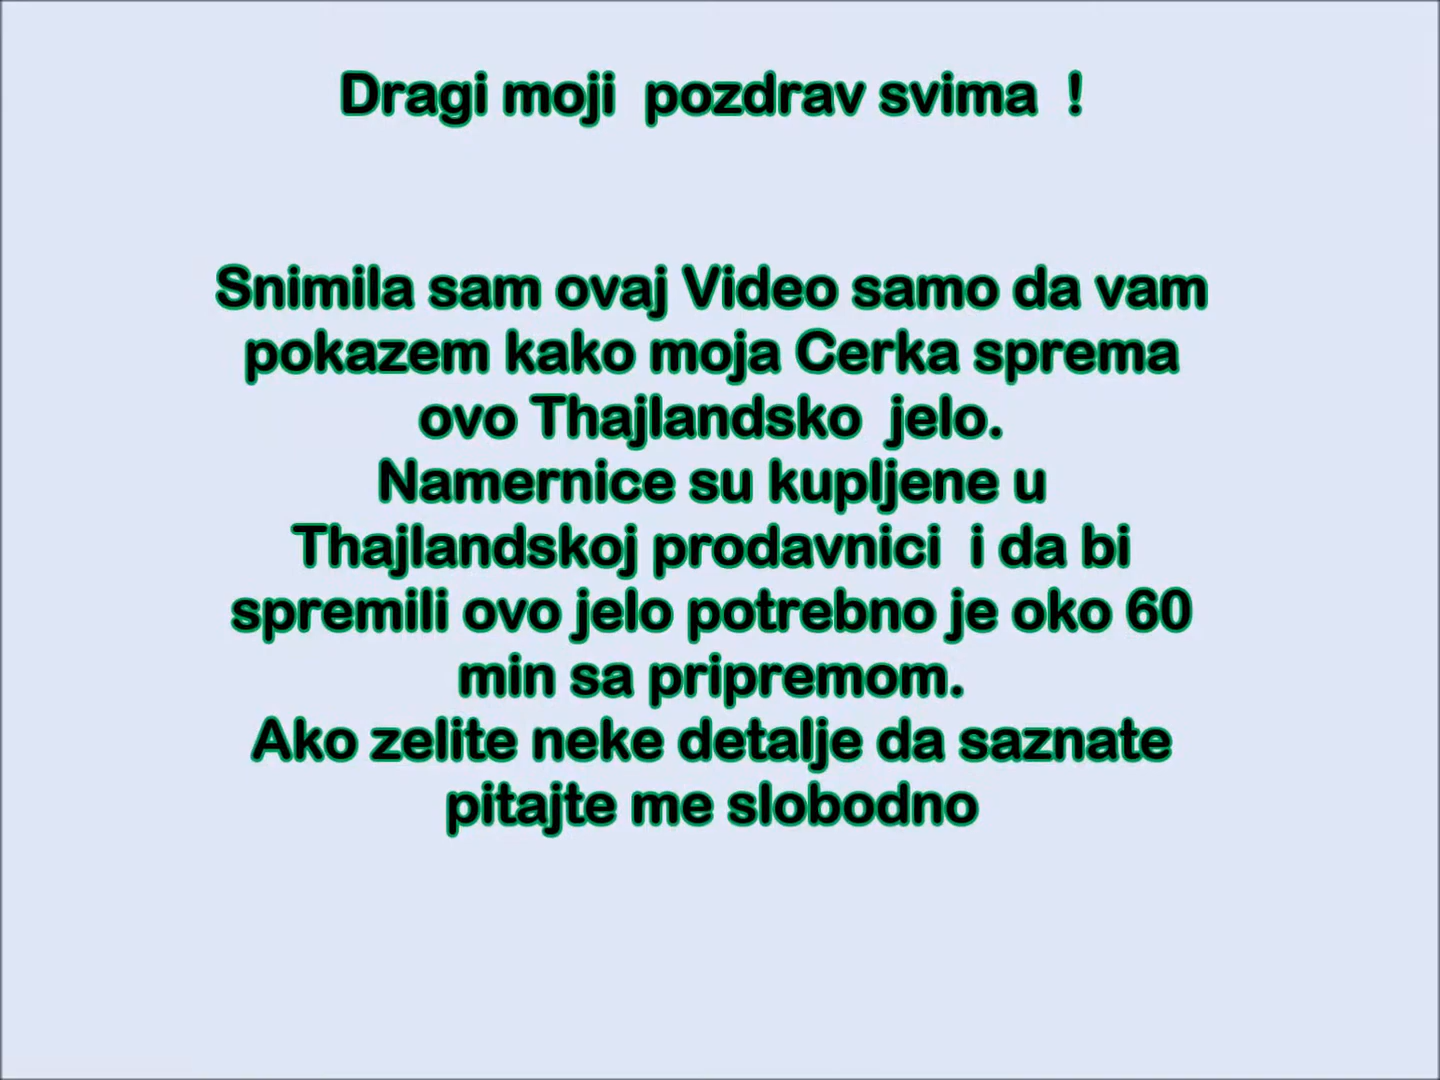 Dragi moji pozdrav svima !
Snimila sam ovaj Video samo da vam
pokazem kako moja Cerka sprema
ovo Thajlandsko jelo.
Namernice su kupljene u
Thajlandskoj prodavnici i da bi
spremili ovo jelo potrebno je oko 60
min sa pripremom.
Ako zelite neke detalje da saznate
pitajte me slobodno